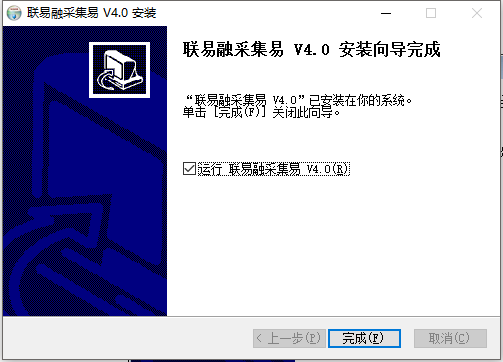 联易融采集易 V4.0 安装
联易融采集易 V4.0 安装向导完成
“联易融采集易 V4.0”已安装在你的系统。
单击 [完成(F)] 关闭此向导。
运行 联易融采集易 V4.0(R)
< 上一步(P)
完成(F)
取消(C)